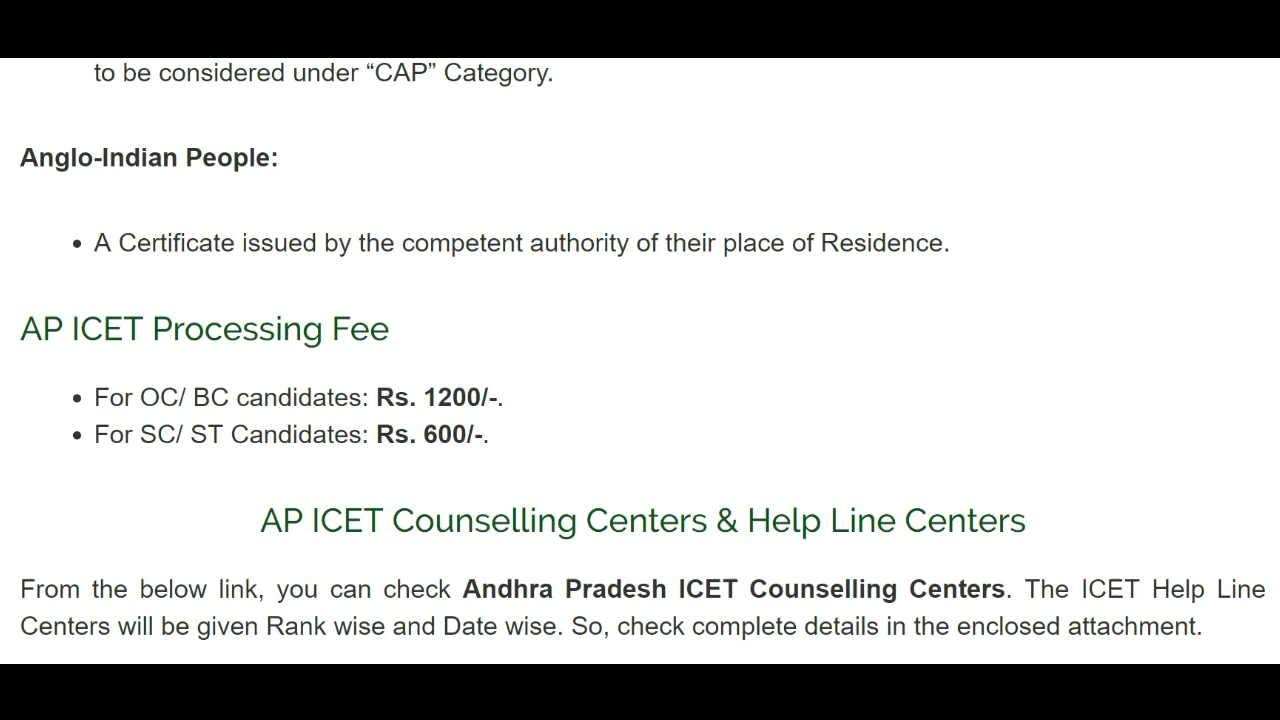 to be considered under “CAP” Category.
Anglo-Indian People:
• A Certificate issued by the competent authority of their place of Residence.
AP ICET Processing Fee
• For OC/ BC candidates: Rs. 1200/-.
• For SC/ ST Candidates: Rs. 600/-.
AP ICET Counselling Centers & Help Line Centers
From the below link, you can check Andhra Pradesh ICET Counselling Centers. The ICET Help Line
Centers will be given Rank wise and Date wise. So, check complete details in the enclosed attachment.